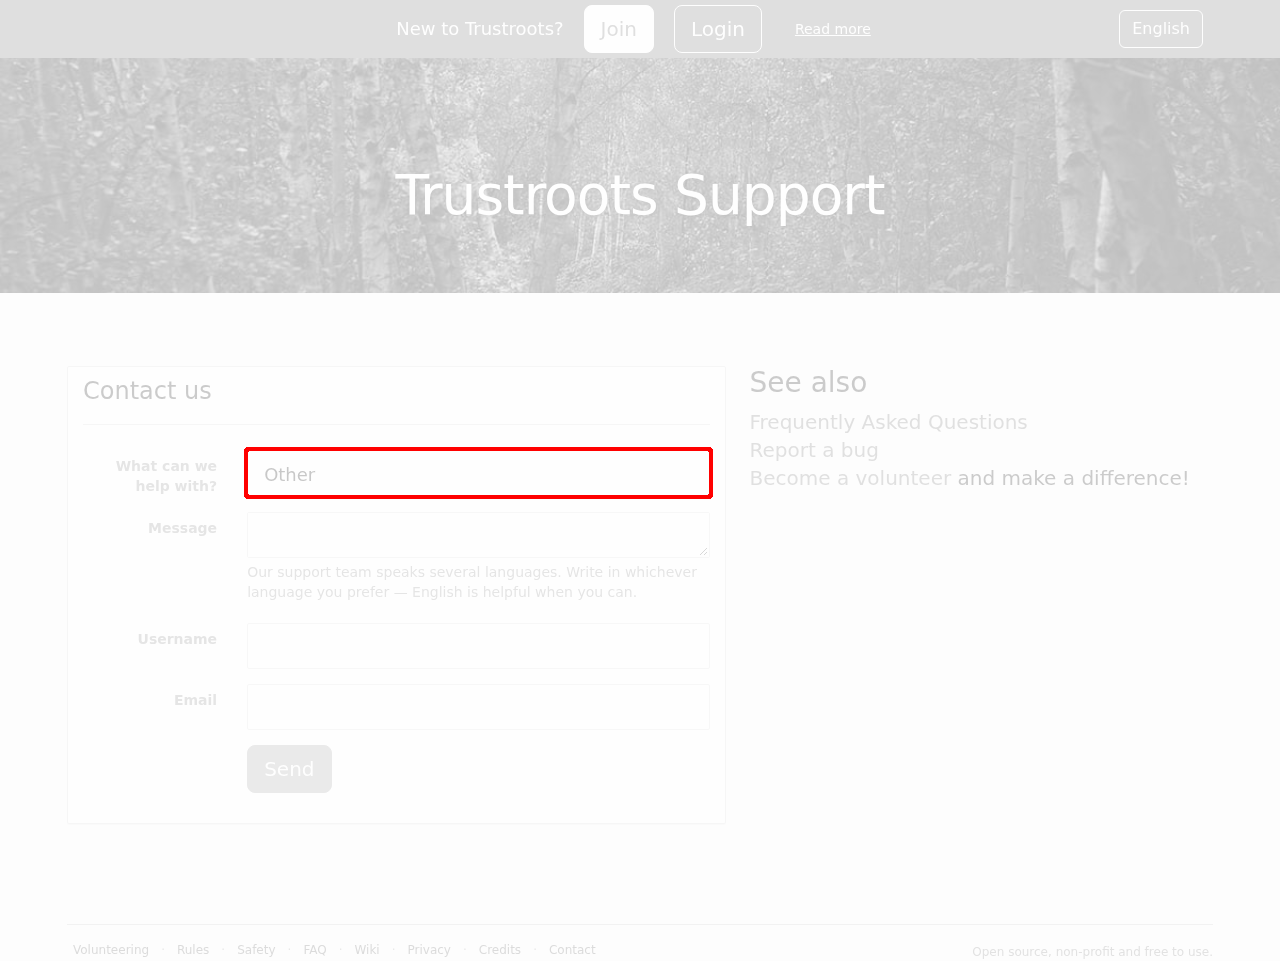 New to Trustroots? Join Login Read more English
Trustroots Support
Contact us
What can we
help with?
Other
Message
Our support team speaks several languages. Write in whichever
language you prefer — English is helpful when you can.
Username
Email
Send
See also
Frequently Asked Questions
Report a bug
Become a volunteer and make a difference!
Volunteering · Rules · Safety · FAQ · Wiki · Privacy · Credits · Contact
Open source, non-profit and free to use.